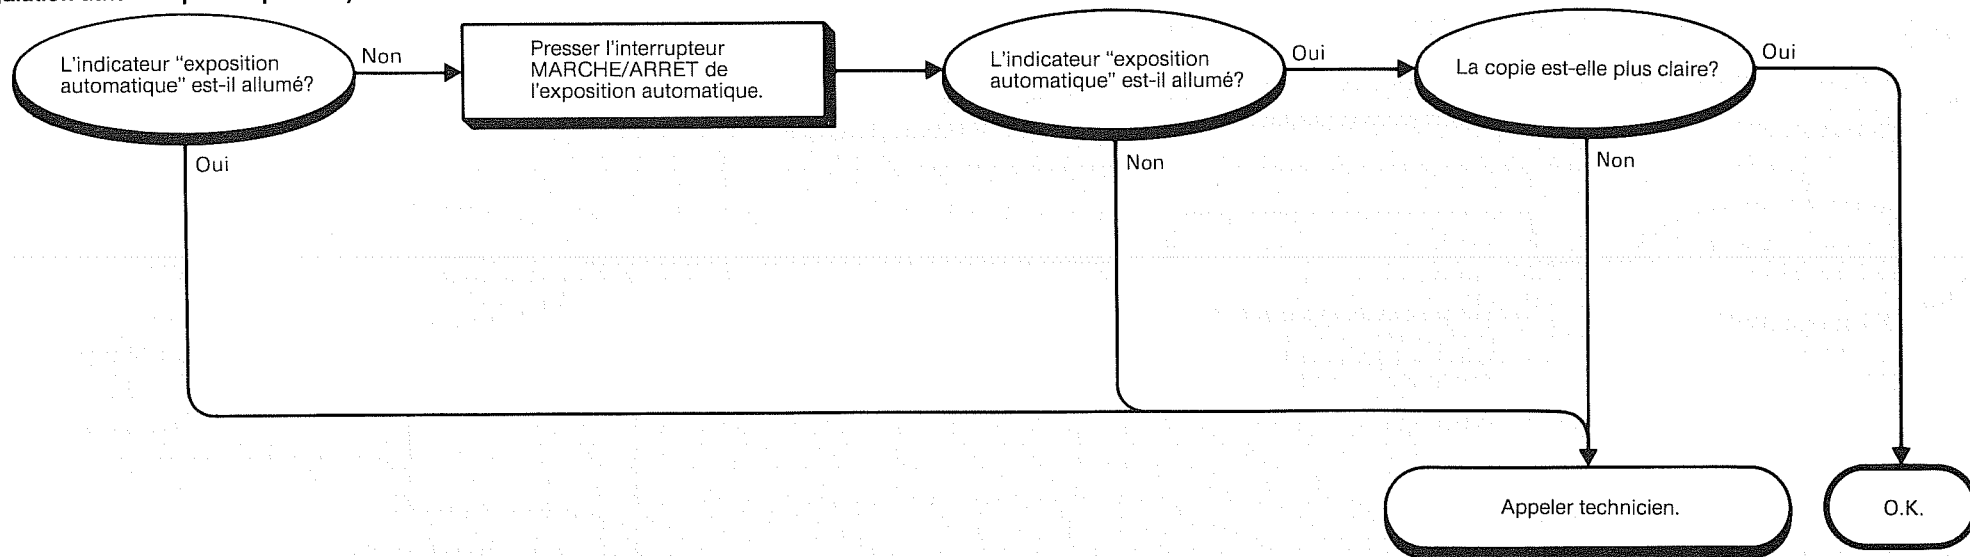 L'indicateur “exposition
automatique” est-il allumé?
Non
Presser l'interrupteur
MARCHE/ARRET de
l'exposition automatique.
L'indicateur “exposition
automatique” est-il allumé?
Oui
La copie est-elle plus claire?
Oui
Oui
Non
Non
Appeler technicien.
O.K.